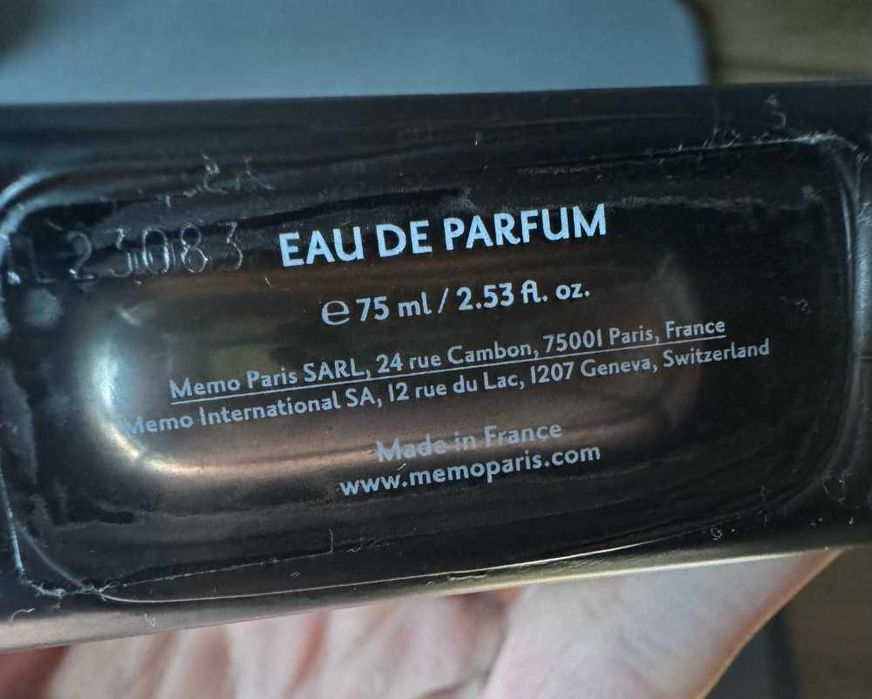 L23083
EAU DE PARFUM
℮ 75 ml / 2.53 fl. oz.
Memo Paris SARL, 24 rue Cambon, 75001 Paris, France
Memo International SA, 12 rue du Lac, 1207 Geneva, Switzerland
Made in France
www.memoparis.com